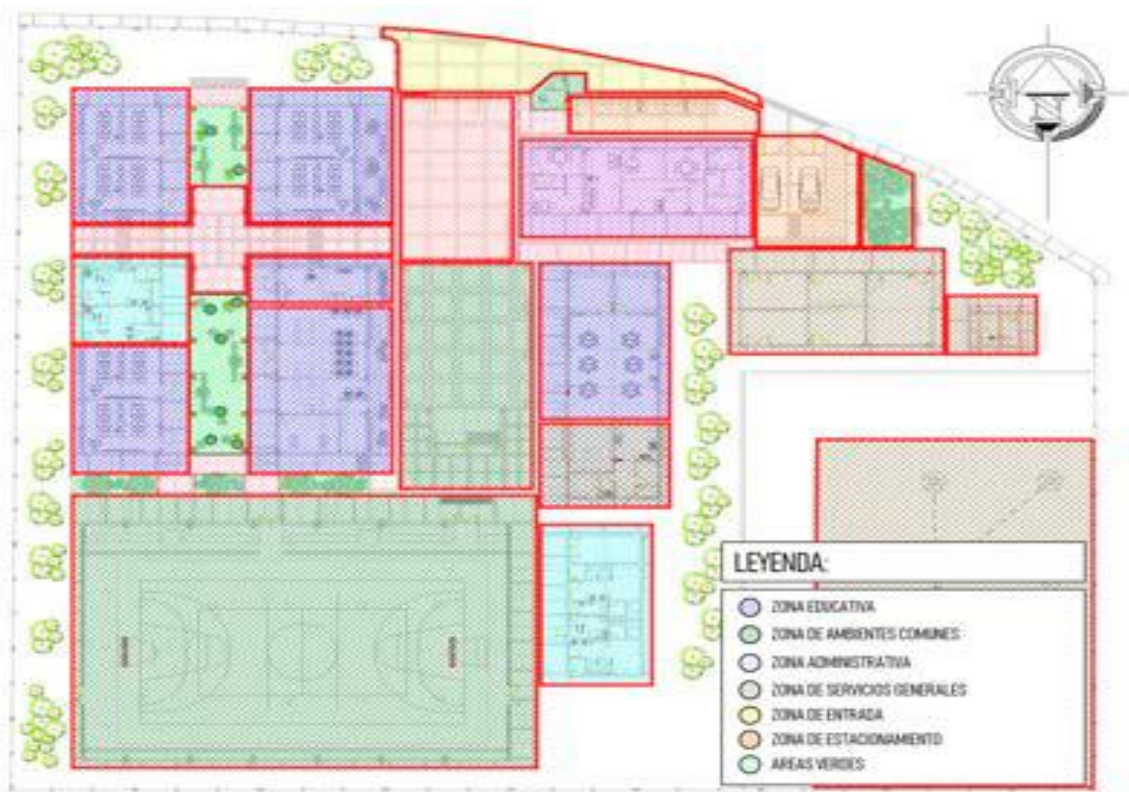 LEYENDA:
ZONA EDUCATIVA
ZONA DE AMBIENTES COMUNES
ZONA ADMINISTRATIVA
ZONA DE SERVICIOS GENERALES
ZONA DE ENTRADA
ZONA DE ESTACIONAMIENTO
AREAS VERDES